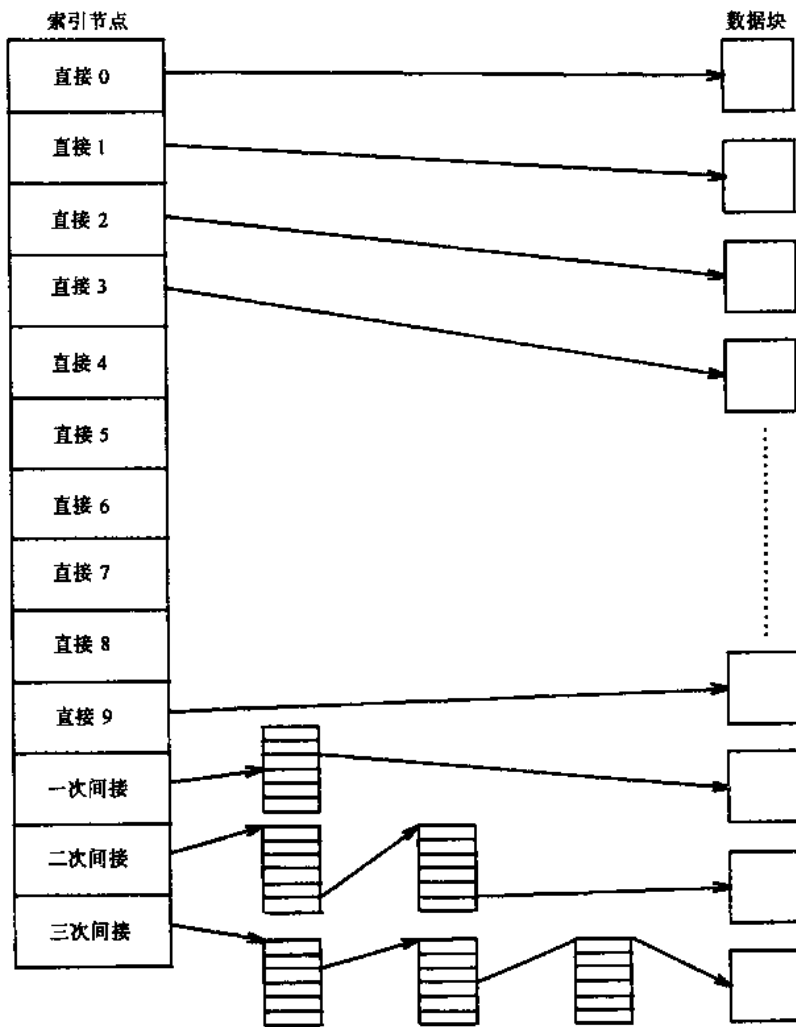 索引节点
数据块
直接 0
直接 1
直接 2
直接 3
直接 4
直接 5
直接 6
直接 7
直接 8
直接 9
一次间接
二次间接
三次间接